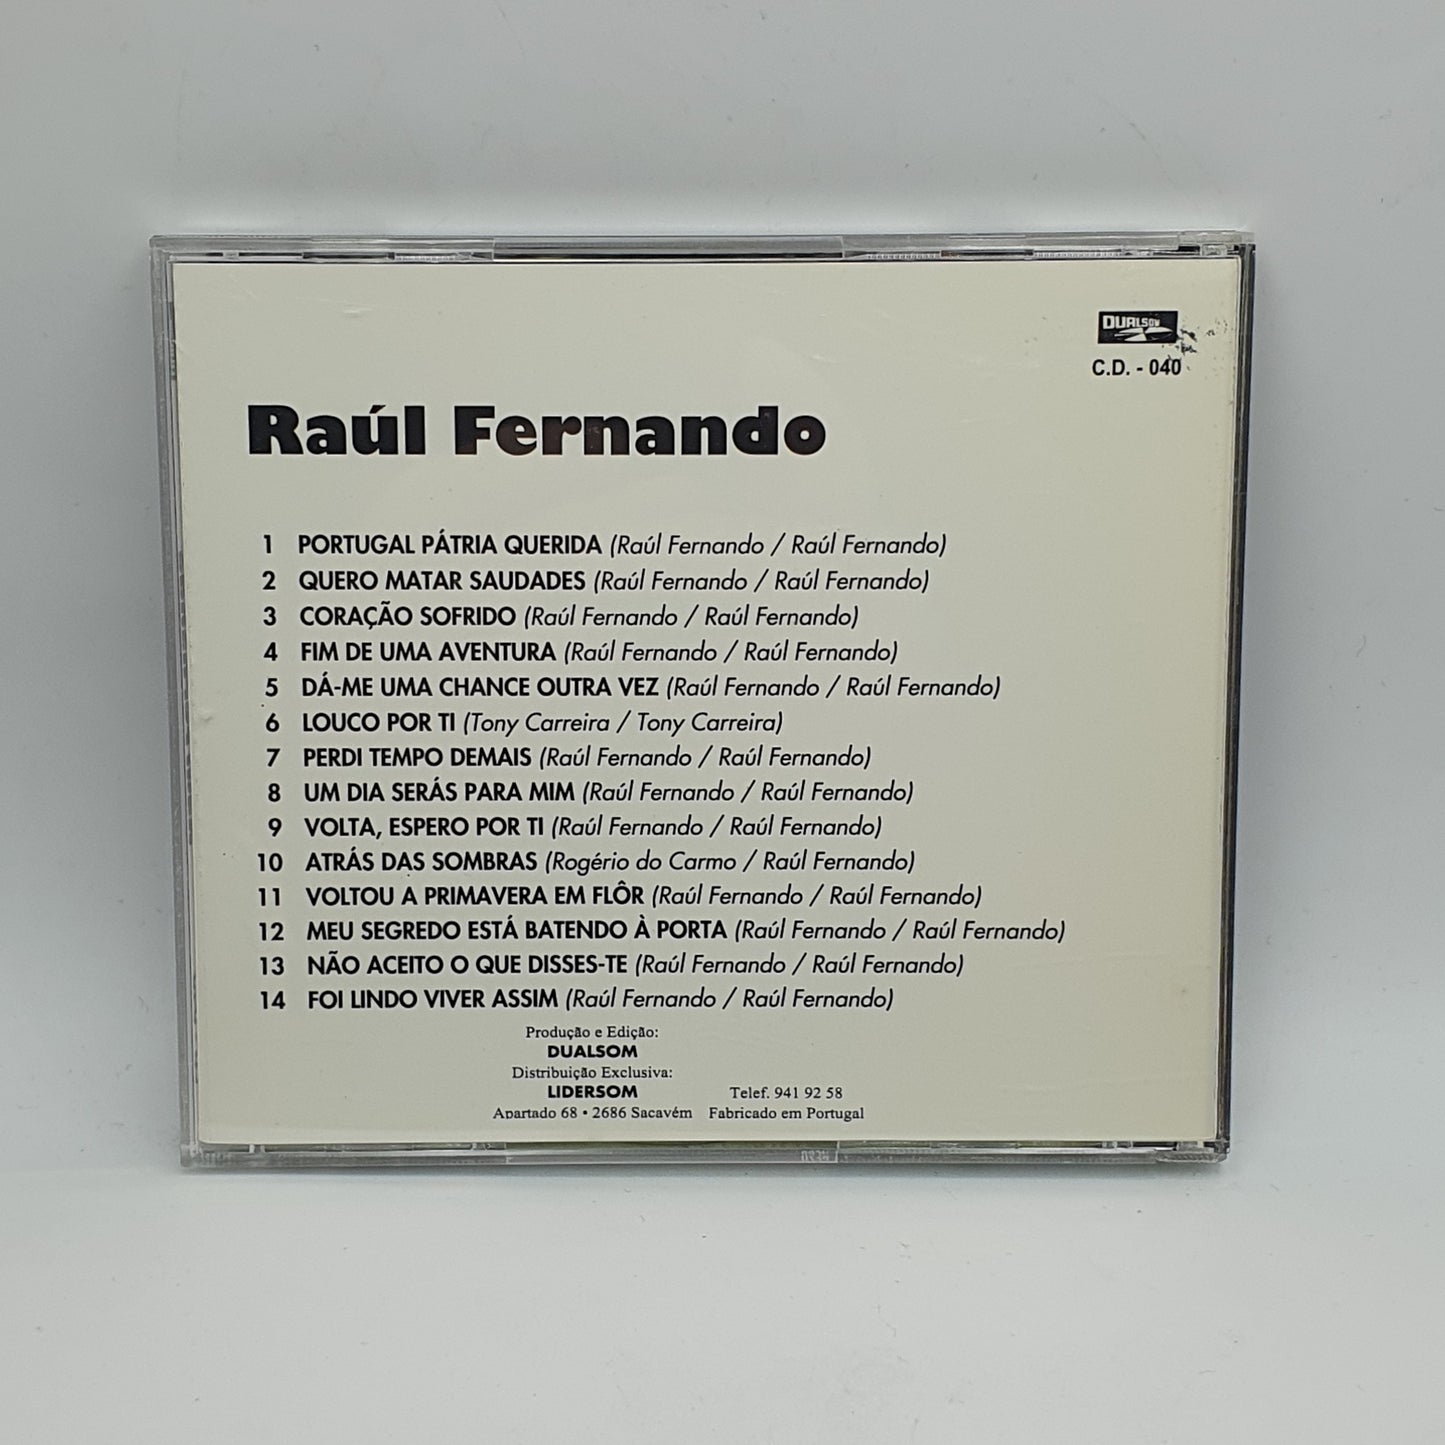 DUALSOM
C.D. - 040
Raúl Fernando
1 PORTUGAL PÁTRIA QUERIDA (Raúl Fernando / Raúl Fernando)
2 QUERO MATAR SAUDADES (Raúl Fernando / Raúl Fernando)
3 CORAÇÃO SOFRIDO (Raúl Fernando / Raúl Fernando)
4 FIM DE UMA AVENTURA (Raúl Fernando / Raúl Fernando)
5 DÁ-ME UMA CHANCE OUTRA VEZ (Raúl Fernando / Raúl Fernando)
6 LOUCO POR TI (Tony Carreira / Tony Carreira)
7 PERDI TEMPO DEMAIS (Raúl Fernando / Raúl Fernando)
8 UM DIA SERÁS PARA MIM (Raúl Fernando / Raúl Fernando)
9 VOLTA, ESPERO POR TI (Raúl Fernando / Raúl Fernando)
10 ATRÁS DAS SOMBRAS (Rogério do Carmo / Raúl Fernando)
11 VOLTOU A PRIMAVERA EM FLÔR (Raúl Fernando / Raúl Fernando)
12 MEU SEGREDO ESTÁ BATENDO À PORTA (Raúl Fernando / Raúl Fernando)
13 NÃO ACEITO O QUE DISSES-TE (Raúl Fernando / Raúl Fernando)
14 FOI LINDO VIVER ASSIM (Raúl Fernando / Raúl Fernando)
Produção e Edição:
DUALSOM
Distribuição Exclusiva:
LIDERSOM Telef. 941 92 58
Apartado 68 • 2686 Sacavém Fabricado em Portugal